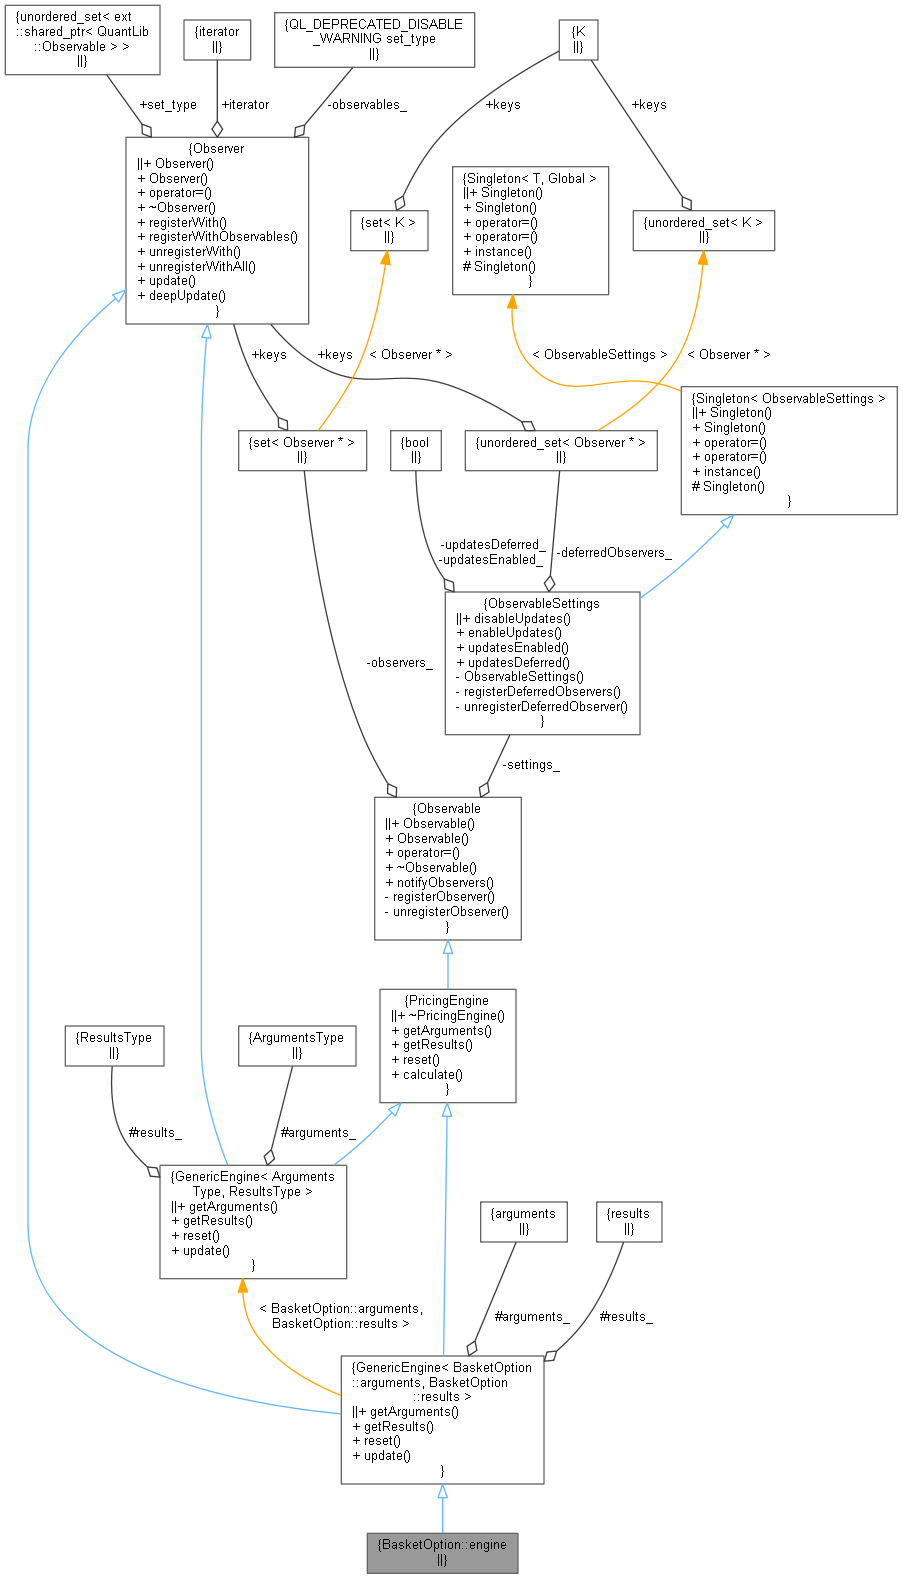 {unordered_set< ext
::shared_ptr< QuantLib
::Observable > >
||}
{iterator
||}
{QL_DEPRECATED_DISABLE
_WARNING set_type
||}
{K
||}
+set_type
+iterator
-observables_
+keys
+keys
{Observer
||+ Observer()
+ Observer()
+ operator=()
+ ~Observer()
+ registerWith()
+ registerWithObservables()
+ unregisterWith()
+ unregisterWithAll()
+ update()
+ deepUpdate()
}
{set< K >
||}
{Singleton< T, Global >
||+ Singleton()
+ Singleton()
+ operator=()
+ operator=()
+ instance()
# Singleton()
}
{unordered_set< K >
||}
+keys
+keys
< Observer * >
< ObservableSettings >
< Observer * >
{Singleton< ObservableSettings >
||+ Singleton()
+ Singleton()
+ operator=()
+ operator=()
+ instance()
# Singleton()
}
{set< Observer * >
||}
{bool
||}
{unordered_set< Observer * >
||}
-updatesDeferred_
-updatesEnabled_
-deferredObservers_
{ObservableSettings
||+ disableUpdates()
+ enableUpdates()
+ updatesEnabled()
+ updatesDeferred()
- ObservableSettings()
- registerDeferredObservers()
- unregisterDeferredObserver()
}
-observers_
-settings_
{Observable
||+ Observable()
+ Observable()
+ operator=()
+ ~Observable()
+ notifyObservers()
- registerObserver()
- unregisterObserver()
}
{PricingEngine
||+ ~PricingEngine()
+ getArguments()
+ getResults()
+ reset()
+ calculate()
}
{ResultsType
||}
{ArgumentsType
||}
#results_
#arguments_
{GenericEngine< Arguments
Type, ResultsType >
||+ getArguments()
+ getResults()
+ reset()
+ update()
}
{arguments
||}
{results
||}
< BasketOption::arguments,
BasketOption::results >
#arguments_
#results_
{GenericEngine< BasketOption
::arguments, BasketOption
::results >
||+ getArguments()
+ getResults()
+ reset()
+ update()
}
{BasketOption::engine
||}